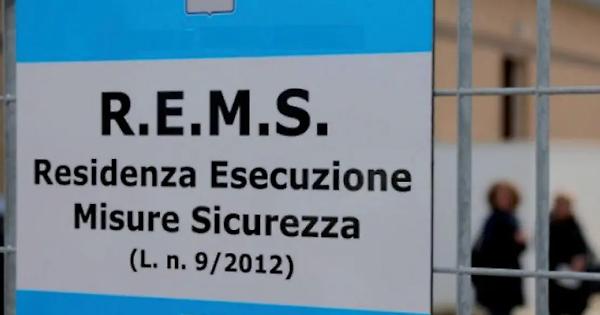 R.E.M.S.
Residenza Esecuzione
Misure Sicurezza
(L. n. 9/2012)